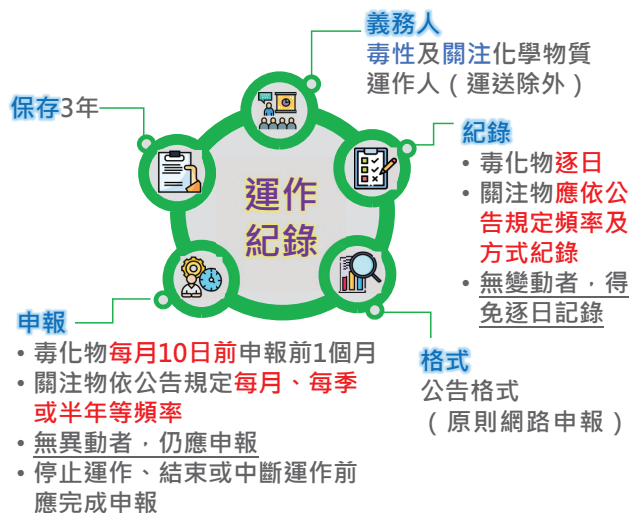 義務人
毒性及關注化學物質
運作人（運送除外）
紀錄
• 毒化物逐日
• 關注物應依公
告規定頻率及
方式紀錄
• 無變動者，得
免逐日記錄
格式
公告格式
（原則網路申報）
申報
• 毒化物每月10日前申報前1個月
• 關注物依公告規定每月、每季
或半年等頻率
• 無異動者，仍應申報
• 停止運作、結束或中斷運作前
應完成申報
保存3年
運作
紀錄